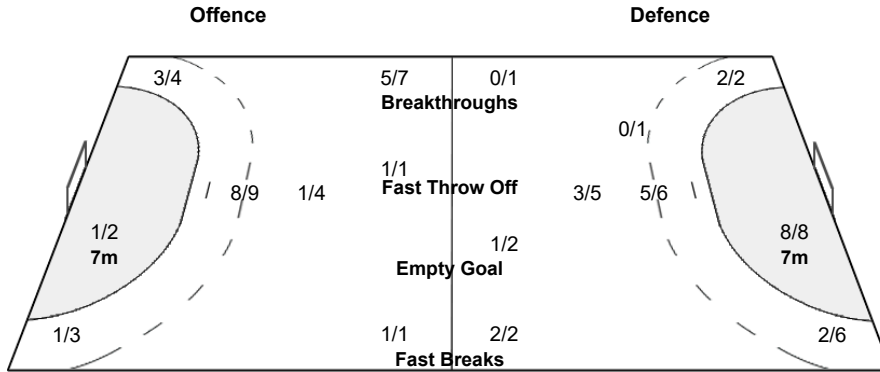 Offence Defence
3/4 5/7 0/1 2/2
Breakthroughs
0/1
1/1
8/9 1/4 Fast Throw Off 3/5 5/6
1/2 8/8
1/2
7m 7m
Empty Goal
1/3 1/1 2/2 2/6
Fast Breaks